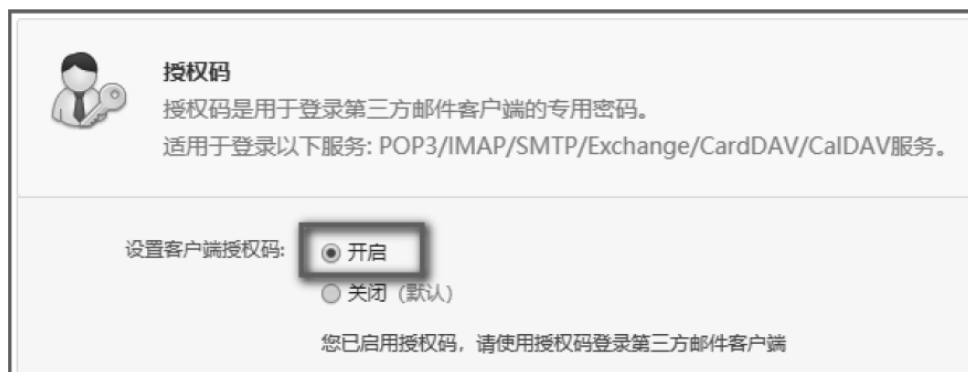 授权码
授权码是用于登录第三方邮件客户端的专用密码。
适用于登录以下服务: POP3/IMAP/SMTP/Exchange/CardDAV/CalDAV服务。
设置客户端授权码: 开启
关闭 (默认)
您已启用授权码，请使用授权码登录第三方邮件客户端